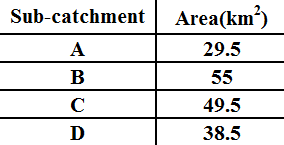 Sub-catchment Area(km²)
A 29.5
B 55
C 49.5
D 38.5